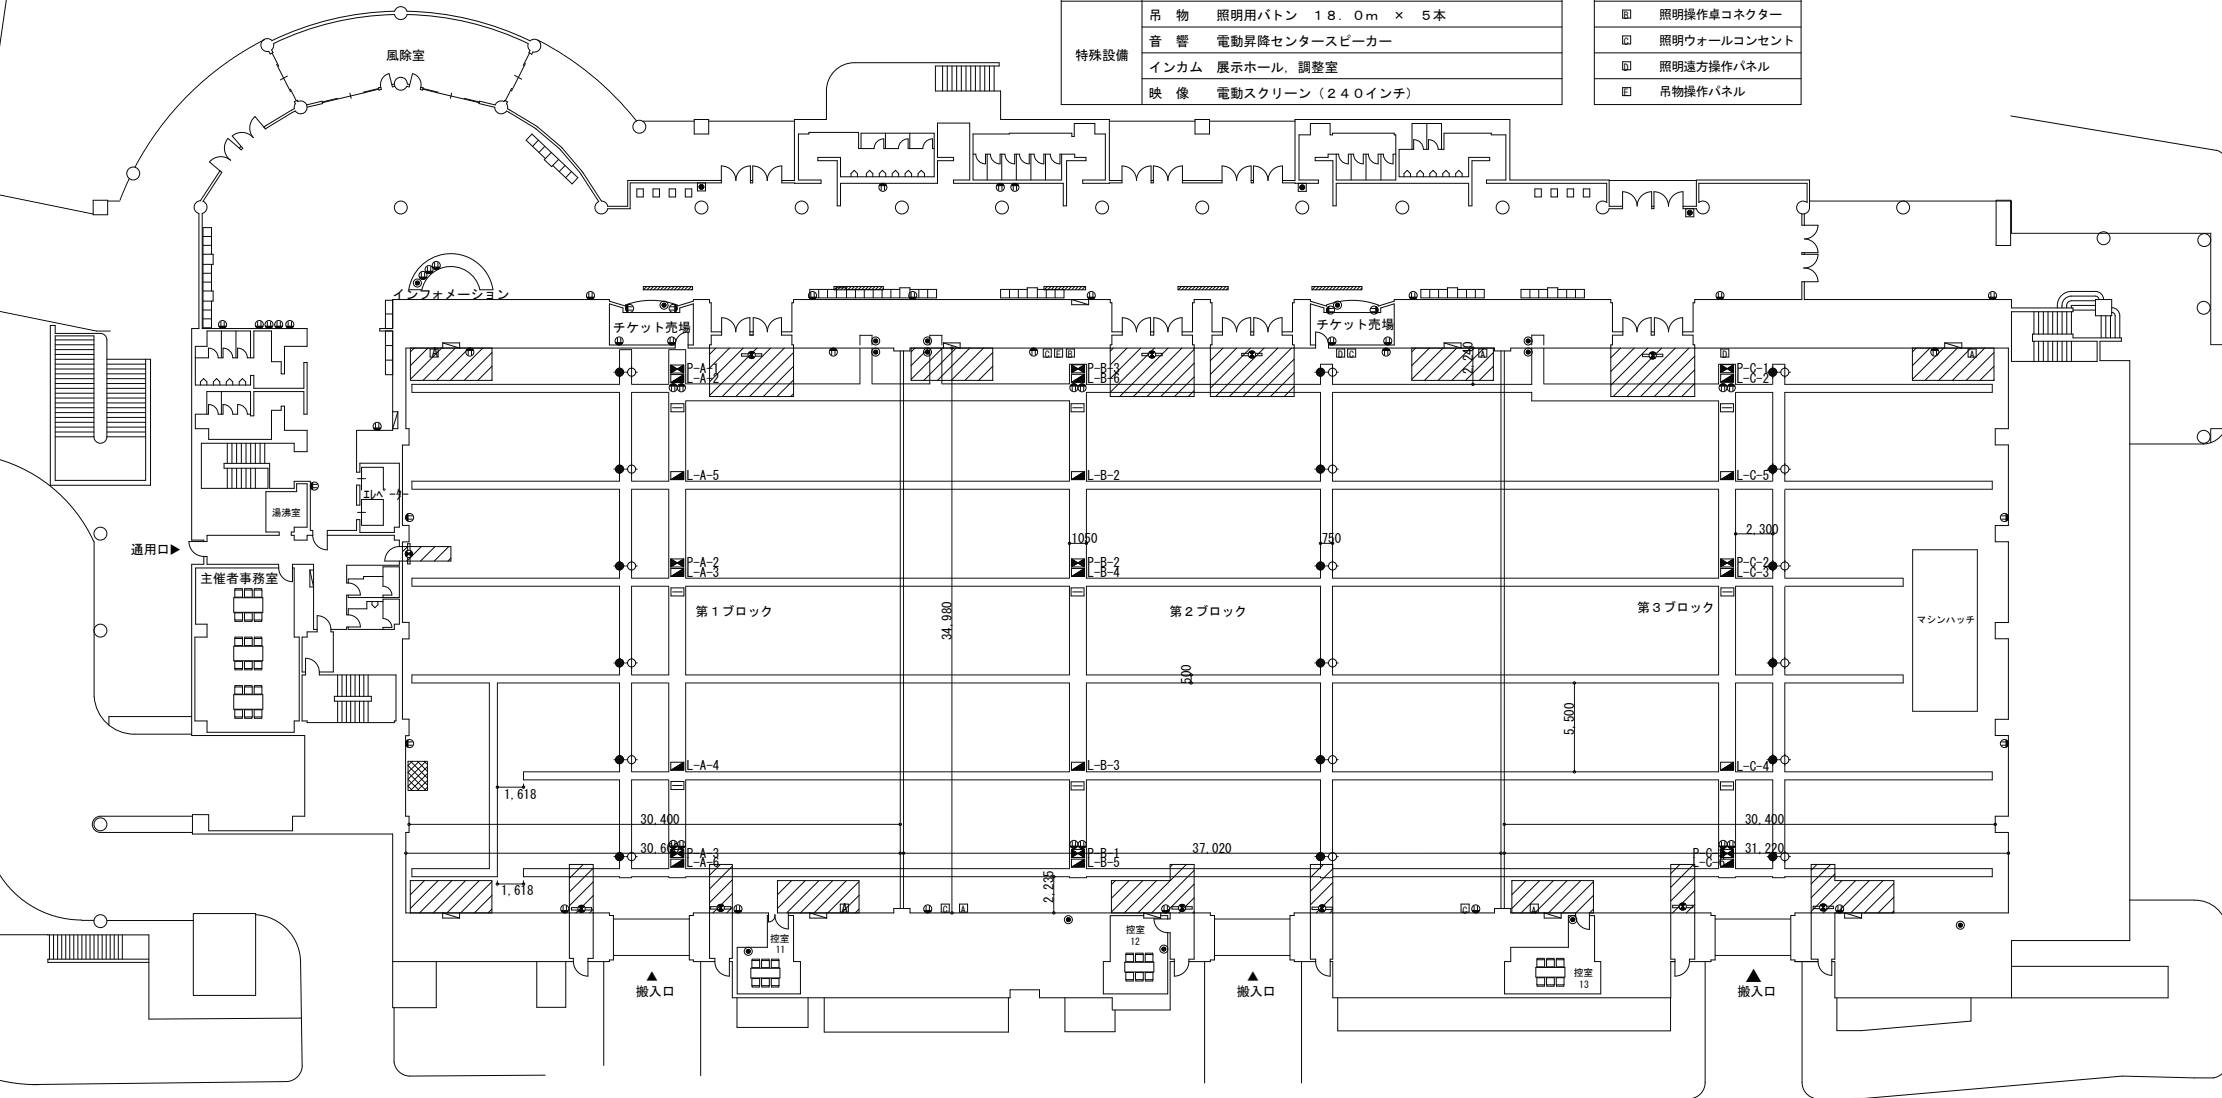 吊 物 照明用バトン 18.0m × 5本
音 響 電動昇降センタースピーカー
特殊設備
インカム 展示ホール, 調整室
映 像 電動スクリーン(240インチ)
B 照明操作卓コネクター
C 照明ウォールコンセント
D 照明遠方操作パネル
E 吊物操作パネル
風除室
インフォメーション
チケット売場
チケット売場
P-A-1
L-A-2
P-B-3
L-B-6
2,240
P-C-1
L-C-2
L-A-5
L-B-2
L-C-5
エレベーター
湯沸室
通用口▶
主催者事務室
1050
750
2,300
P-A-2
L-A-3
P-B-2
L-B-4
P-C-2
L-C-3
第1ブロック
34,980
第2ブロック
第3ブロック
マシンハッチ
500
5,500
L-A-4
L-B-3
L-C-4
1,618
30,400
30,400
P-A-3
L-A-6
P-B-1
L-B-5
37,020
31,220
1,618
2,235
控室
11
控室
12
控室
13
▲
搬入口
▲
搬入口
▲
搬入口